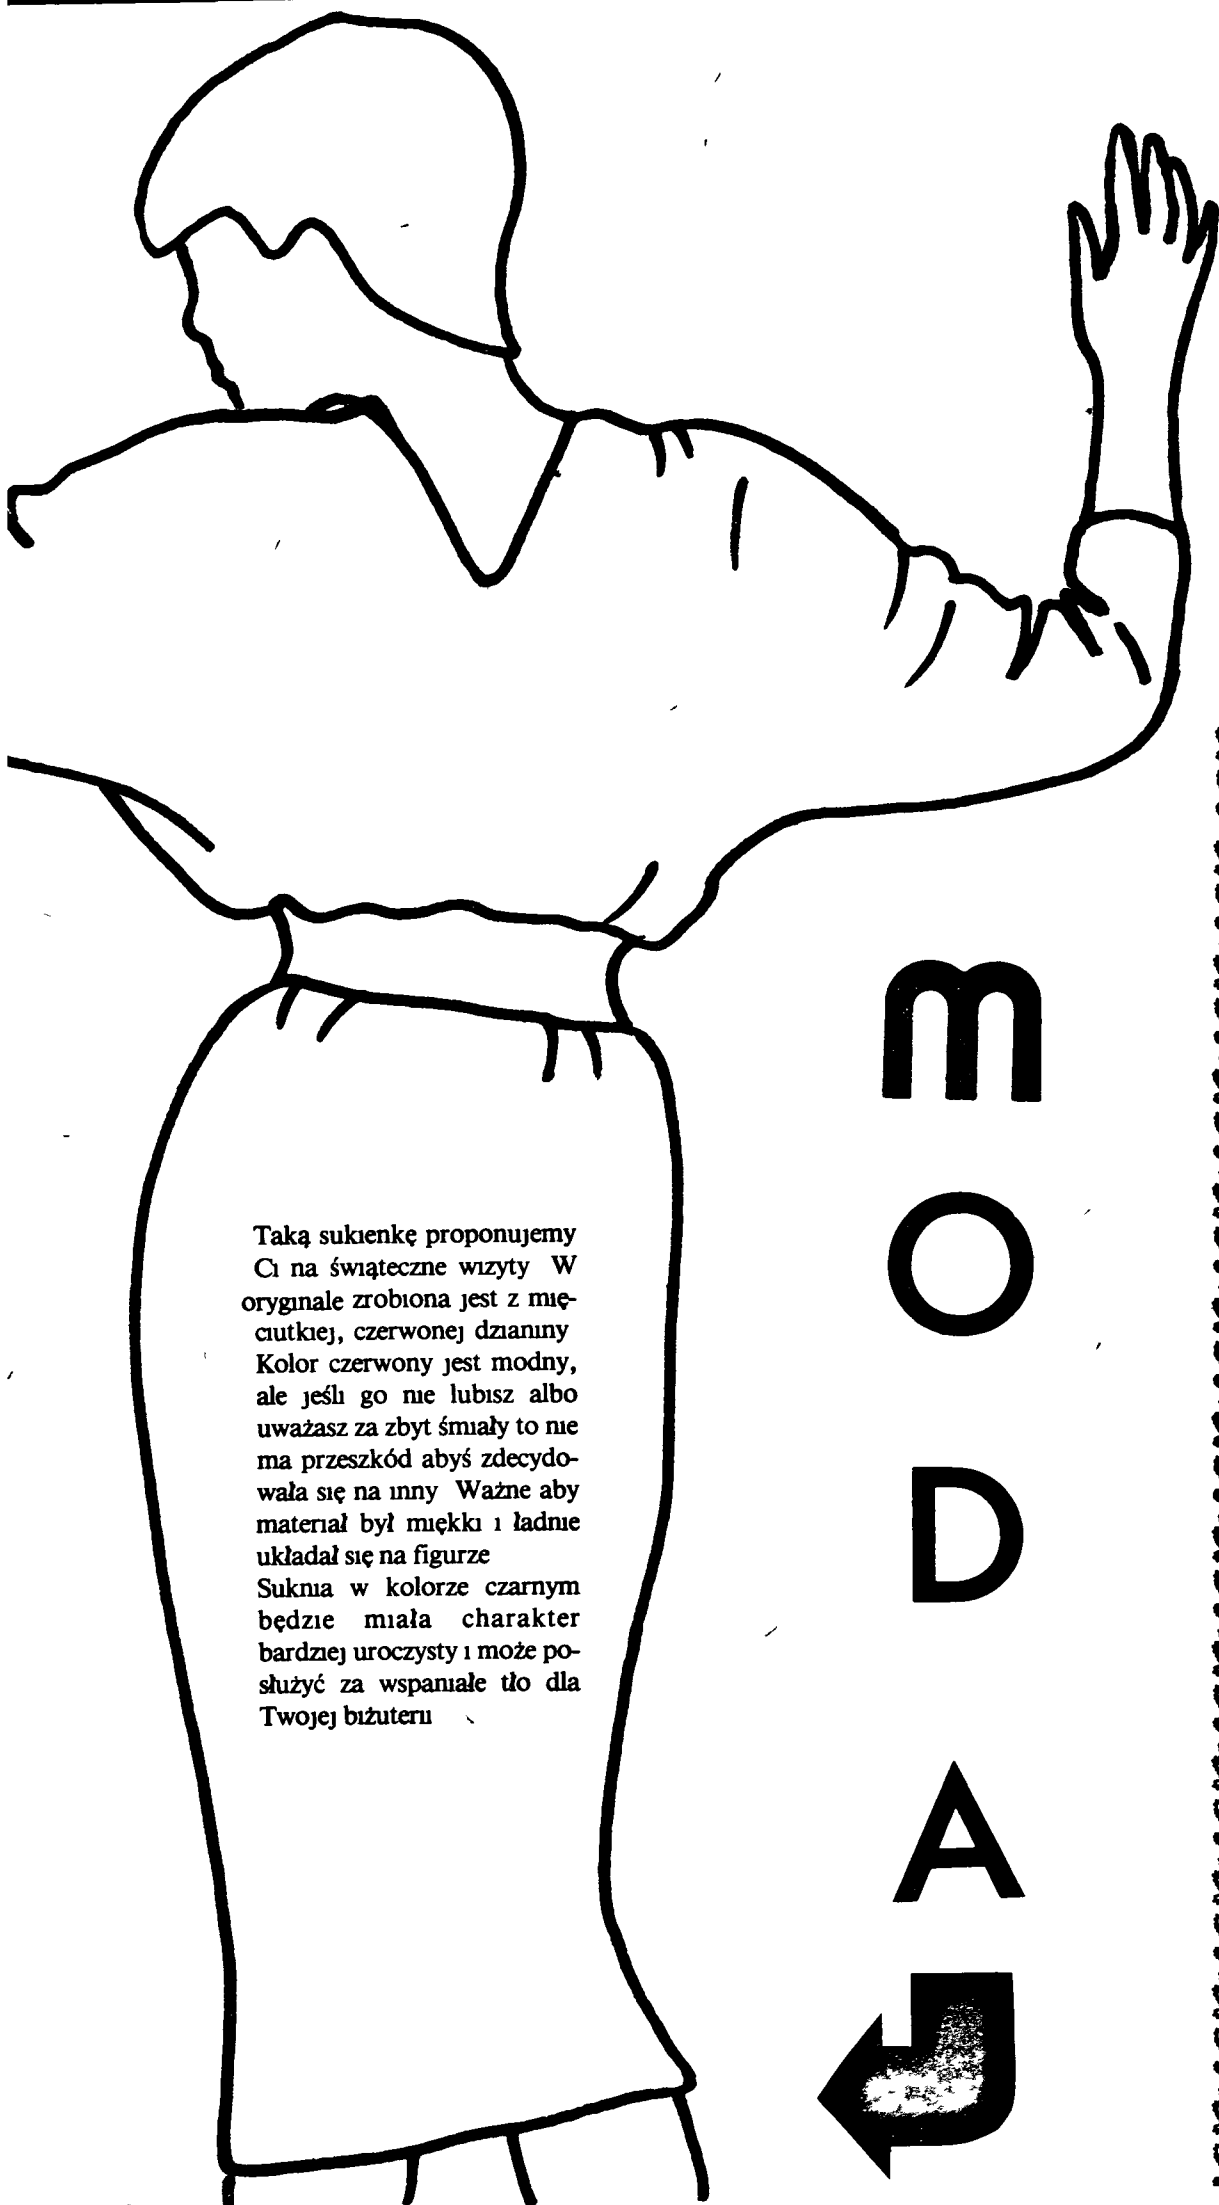 Taką sukienkę proponujemy
Ci na świąteczne wizyty W
oryginale zrobiona jest z mię-
ciutkiej, czerwonej dzianiny
Kolor czerwony jest modny,
ale jeśli go nie lubisz albo
uważasz za zbyt śmiały to nie
ma przeszkód abyś zdecydo-
wała się na inny Ważne aby
materiał był miękki i ładnie
układał się na figurze
Suknia w kolorze czarnym
będzie miała charakter
bardziej uroczysty i może po-
służyć za wspaniałe tło dla
Twojej biżuterii
m
O
D
A